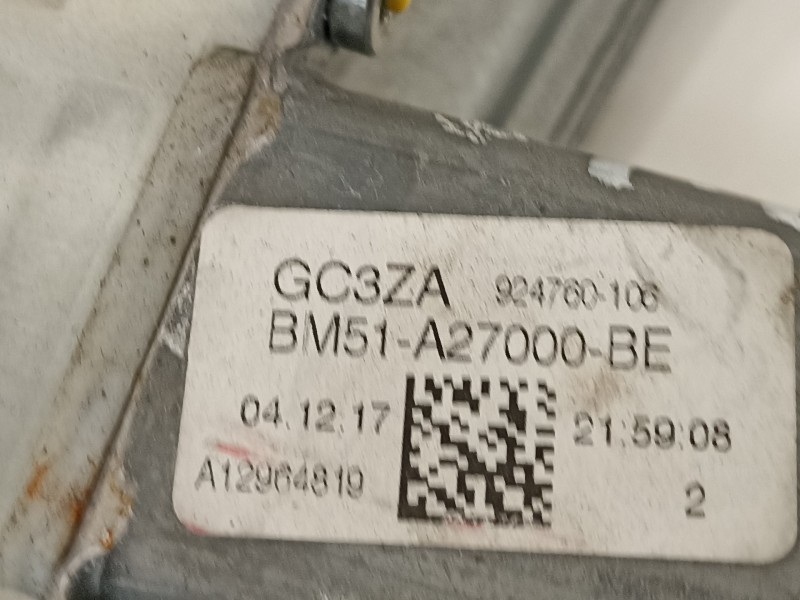 GC3ZA 924760-106
BM51-A27000-BE
04.12.17 21:59:08
A12964819 2